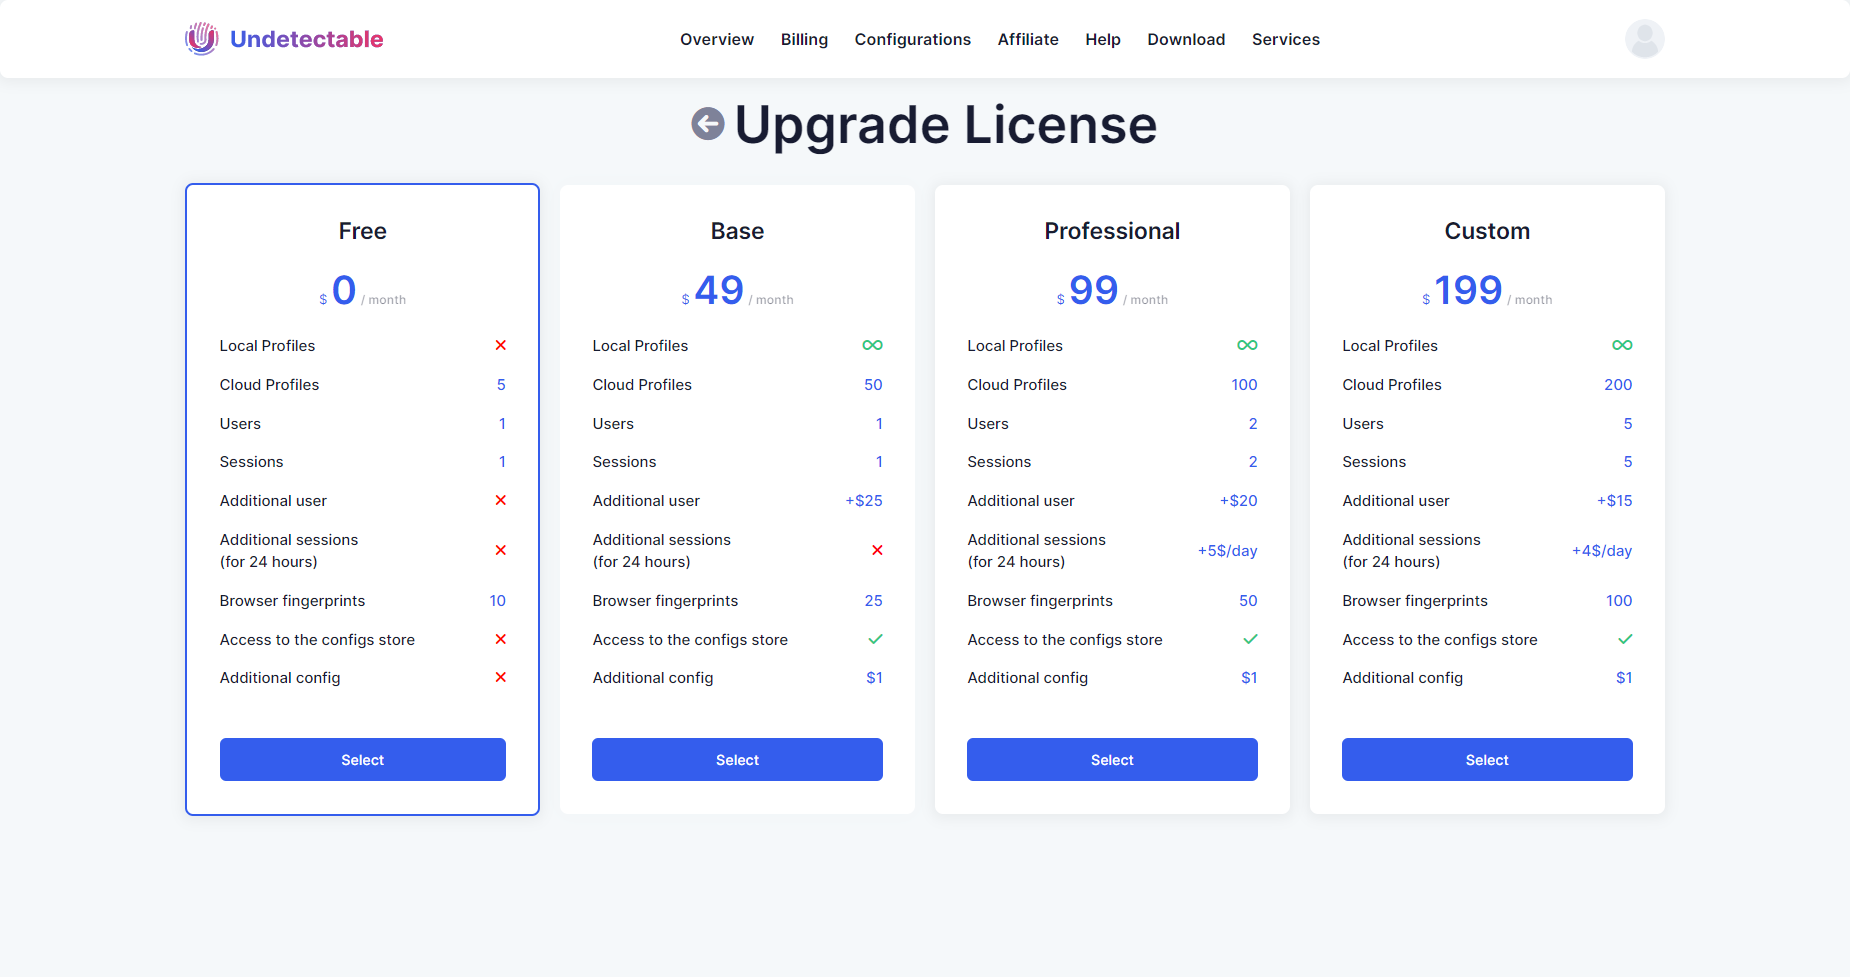 Undetectable
Overview Billing Configurations Affiliate Help Download Services
Upgrade License
Free
$ 0 / month
Local Profiles ×
Cloud Profiles 5
Users 1
Sessions 1
Additional user ×
Additional sessions
(for 24 hours) ×
Browser fingerprints 10
Access to the configs store ×
Additional config ×
Select
Base
$ 49 / month
Local Profiles ∞
Cloud Profiles 50
Users 1
Sessions 1
Additional user +$25
Additional sessions
(for 24 hours) ×
Browser fingerprints 25
Access to the configs store ✓
Additional config $1
Select
Professional
$ 99 / month
Local Profiles ∞
Cloud Profiles 100
Users 2
Sessions 2
Additional user +$20
Additional sessions
(for 24 hours) +5$/day
Browser fingerprints 50
Access to the configs store ✓
Additional config $1
Select
Custom
$ 199 / month
Local Profiles ∞
Cloud Profiles 200
Users 5
Sessions 5
Additional user +$15
Additional sessions
(for 24 hours) +4$/day
Browser fingerprints 100
Access to the configs store ✓
Additional config $1
Select